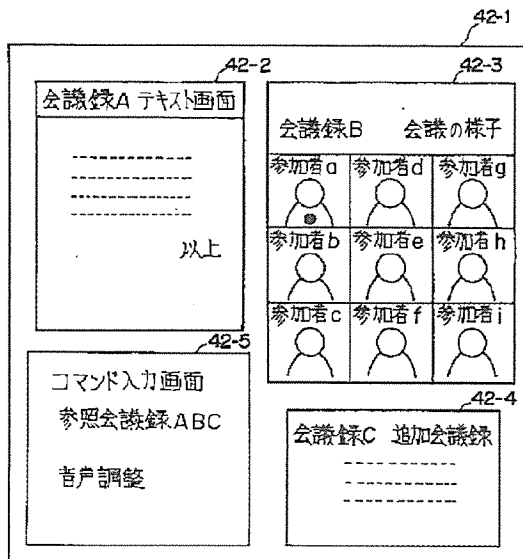 42-1
42-2
会議録A テキスト画面
以上
42-3
会議録B 会議の様子
参加者a 参加者d 参加者g
参加者b 参加者e 参加者h
参加者c 参加者f 参加者i
42-5
コマンド入力画面
参照会議録ABC
音声調整
42-4
会議録C 追加会議録